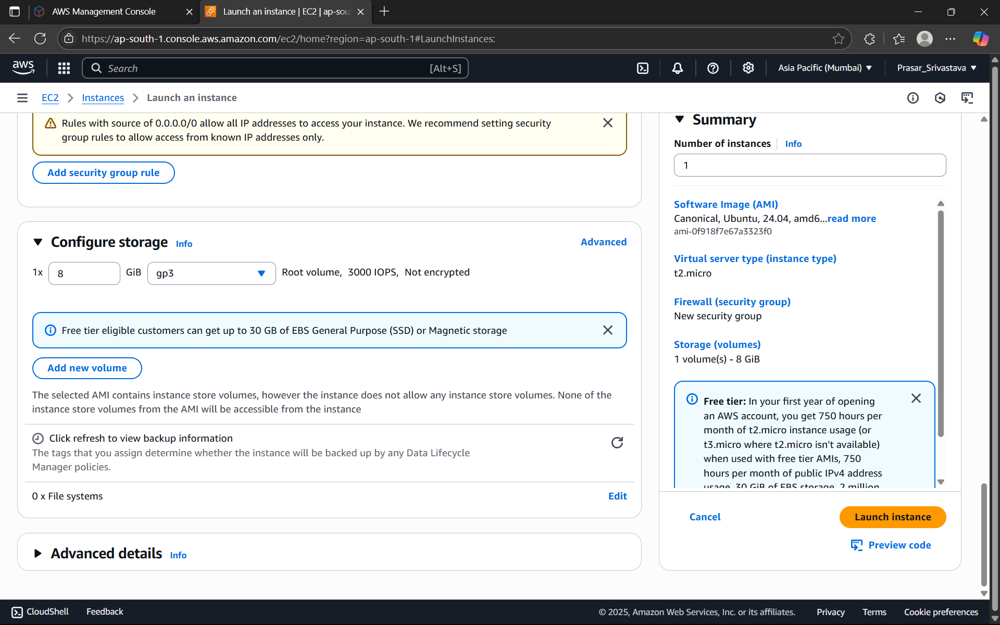 AWS Management Console
Launch an instance | EC2 | ap-sou
https://ap-south-1.console.aws.amazon.com/ec2/home?region=ap-south-1#LaunchInstances:
aws
Search [Alt+S]
Asia Pacific (Mumbai)
Prasar_Srivastava
EC2 > Instances > Launch an instance
Rules with source of 0.0.0.0/0 allow all IP addresses to access your instance. We recommend setting security
group rules to allow access from known IP addresses only.
Add security group rule
Configure storage Info
Advanced
1x 8 GiB gp3 Root volume, 3000 IOPS, Not encrypted
Free tier eligible customers can get up to 30 GB of EBS General Purpose (SSD) or Magnetic storage
Add new volume
The selected AMI contains instance store volumes, however the instance does not allow any instance store volumes. None of the
instance store volumes from the AMI will be accessible from the instance
Click refresh to view backup information
The tags that you assign determine whether the instance will be backed up by any Data Lifecycle
Manager policies.
0 x File systems
Edit
Advanced details Info
Summary
Number of instances Info
1
Software Image (AMI)
Canonical, Ubuntu, 24.04, amd6...read more
ami-0f918f7e67a3323f0
Virtual server type (instance type)
t2.micro
Firewall (security group)
New security group
Storage (volumes)
1 volume(s) - 8 GiB
Free tier: In your first year of opening
an AWS account, you get 750 hours per
month of t2.micro instance usage (or
t3.micro where t2.micro isn't available)
when used with free tier AMIs, 750
hours per month of public IPv4 address
usage, 30 GiB of EBS storage, 2 million
Cancel
Launch instance
Preview code
CloudShell
Feedback
© 2025, Amazon Web Services, Inc. or its affiliates.
Privacy
Terms
Cookie preferences